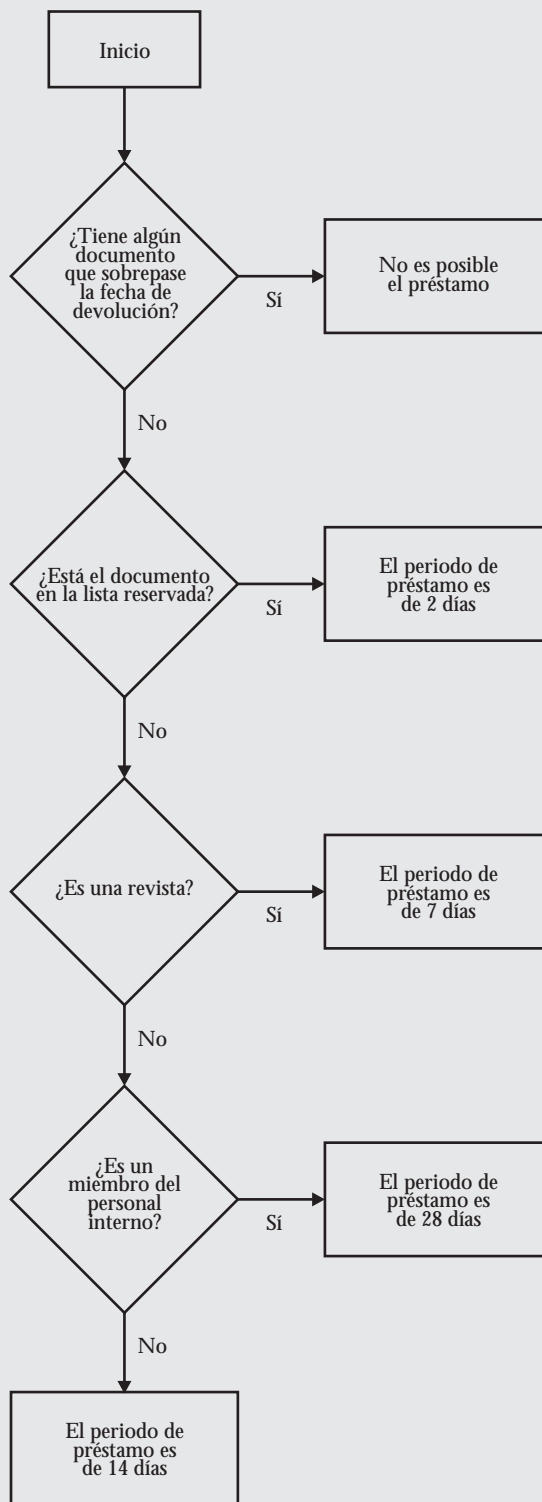 Inicio
¿Tiene algún
documento
que sobrepase
la fecha de
devolución?
Sí
No es posible
el préstamo
No
¿Está el documento
en la lista reservada?
Sí
El periodo de
préstamo es
de 2 días
No
¿Es una revista?
Sí
El periodo de
préstamo es
de 7 días
No
¿Es un
miembro del
personal
interno?
Sí
El periodo de
préstamo es
de 28 días
No
El periodo de
préstamo es
de 14 días